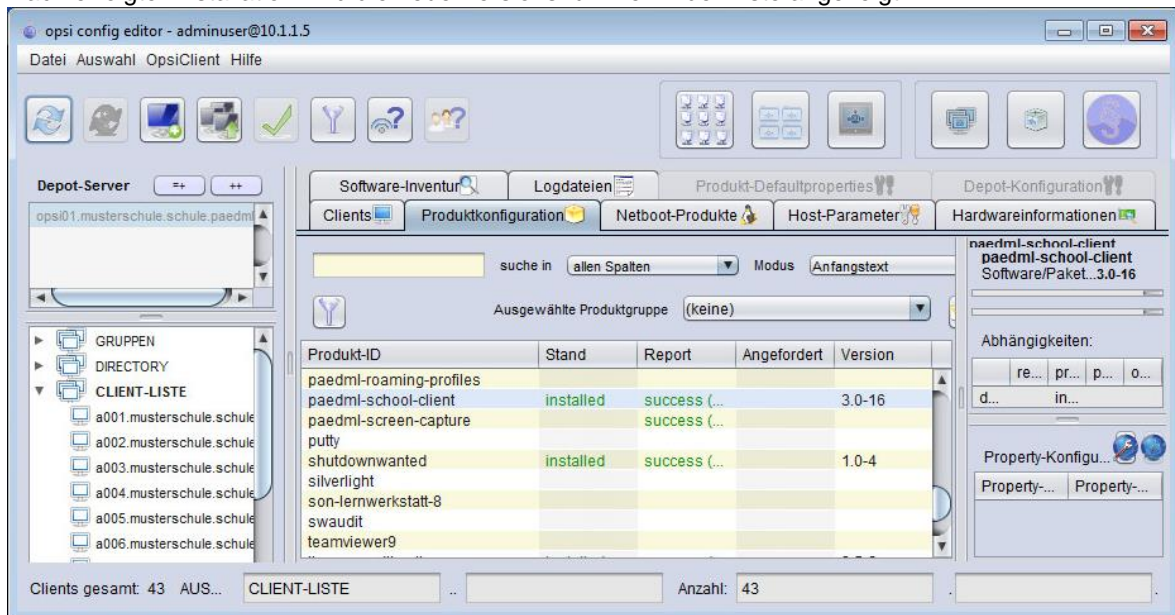 opsi config editor - adminuser@10.1.1.5
Datei Auswahl OpsiClient Hilfe
Depot-Server =+ ++
opsi01.musterschule.schule.paedml
GRUPPEN
DIRECTORY
CLIENT-LISTE
a001.musterschule.schule
a002.musterschule.schule
a003.musterschule.schule
a004.musterschule.schule
a005.musterschule.schule
a006.musterschule.schule
Software-Inventur Logdateien Produkt-Defaultproperties Depot-Konfiguration
Clients Produktkonfiguration Netboot-Produkte Host-Parameter Hardwareinformationen
suche in allen Spalten Modus Anfangstext
Ausgewählte Produktgruppe (keine)
Produkt-ID Stand Report Angefordert Version
paedml-roaming-profiles
paedml-school-client installed success (... 3.0-16
paedml-screen-capture success (...
putty
shutdownwanted installed success (... 1.0-4
silverlight
son-lernwerkstatt-8
swaudit
teamviewer9
paedml-school-client
paedml-school-client
Software/Paket...3.0-16
Abhängigkeiten:
re... pr... p... o...
d... in...
Property-Konfigu...
Property-... Property-...
Clients gesamt: 43 AUS... CLIENT-LISTE .. Anzahl: 43 . .